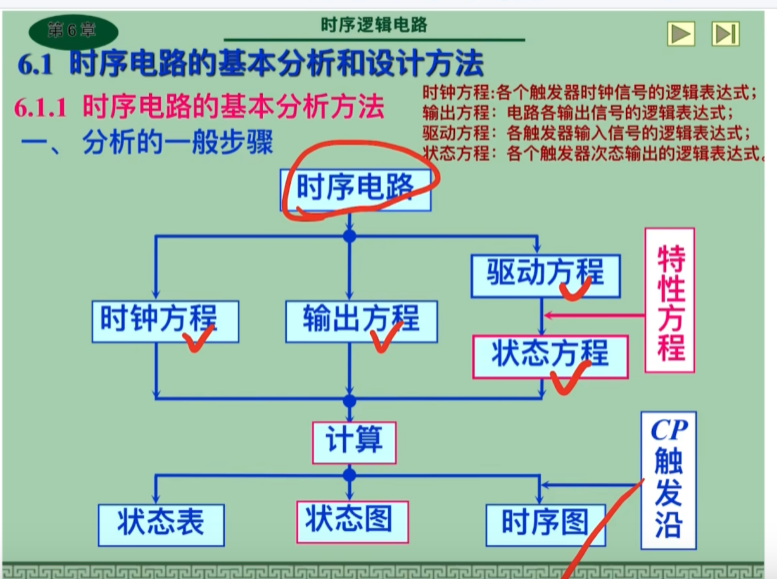 第6章
时序逻辑电路
6.1 时序电路的基本分析和设计方法
6.1.1 时序电路的基本分析方法
一、分析的一般步骤
时钟方程:各个触发器时钟信号的逻辑表达式；
输出方程：电路各输出信号的逻辑表达式；
驱动方程：各触发器输入信号的逻辑表达式；
状态方程：各个触发器次态输出的逻辑表达式。
时序电路
驱动方程
特性方程
时钟方程
输出方程
状态方程
计算
CP触发沿
状态表
状态图
时序图